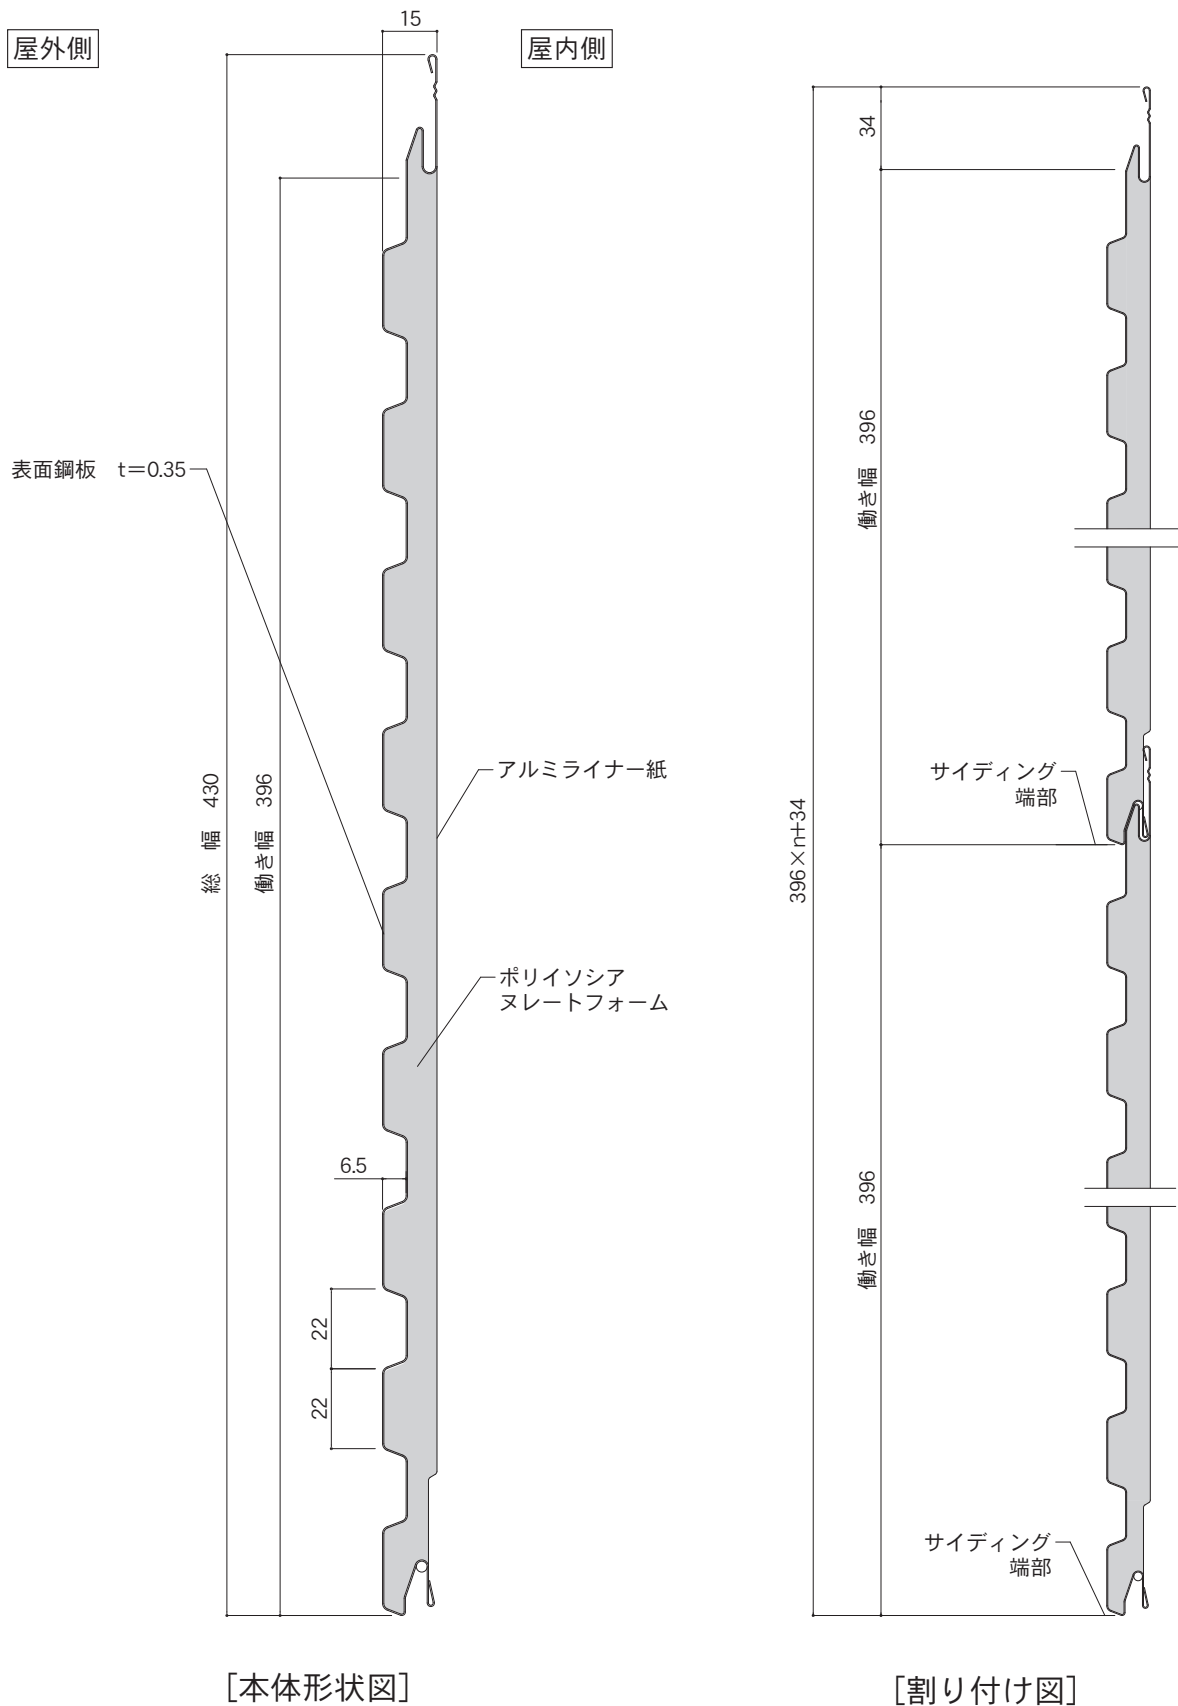 屋外側
15
屋内側
34
働き幅 396
表面鋼板 t=0.35
総 幅 430
働き幅 396
アルミライナー紙
サイディング
端部
396×n+34
ポリイソシア
ヌレートフォーム
6.5
働き幅 396
22
22
サイディング
端部
[本体形状図]
[割り付け図]